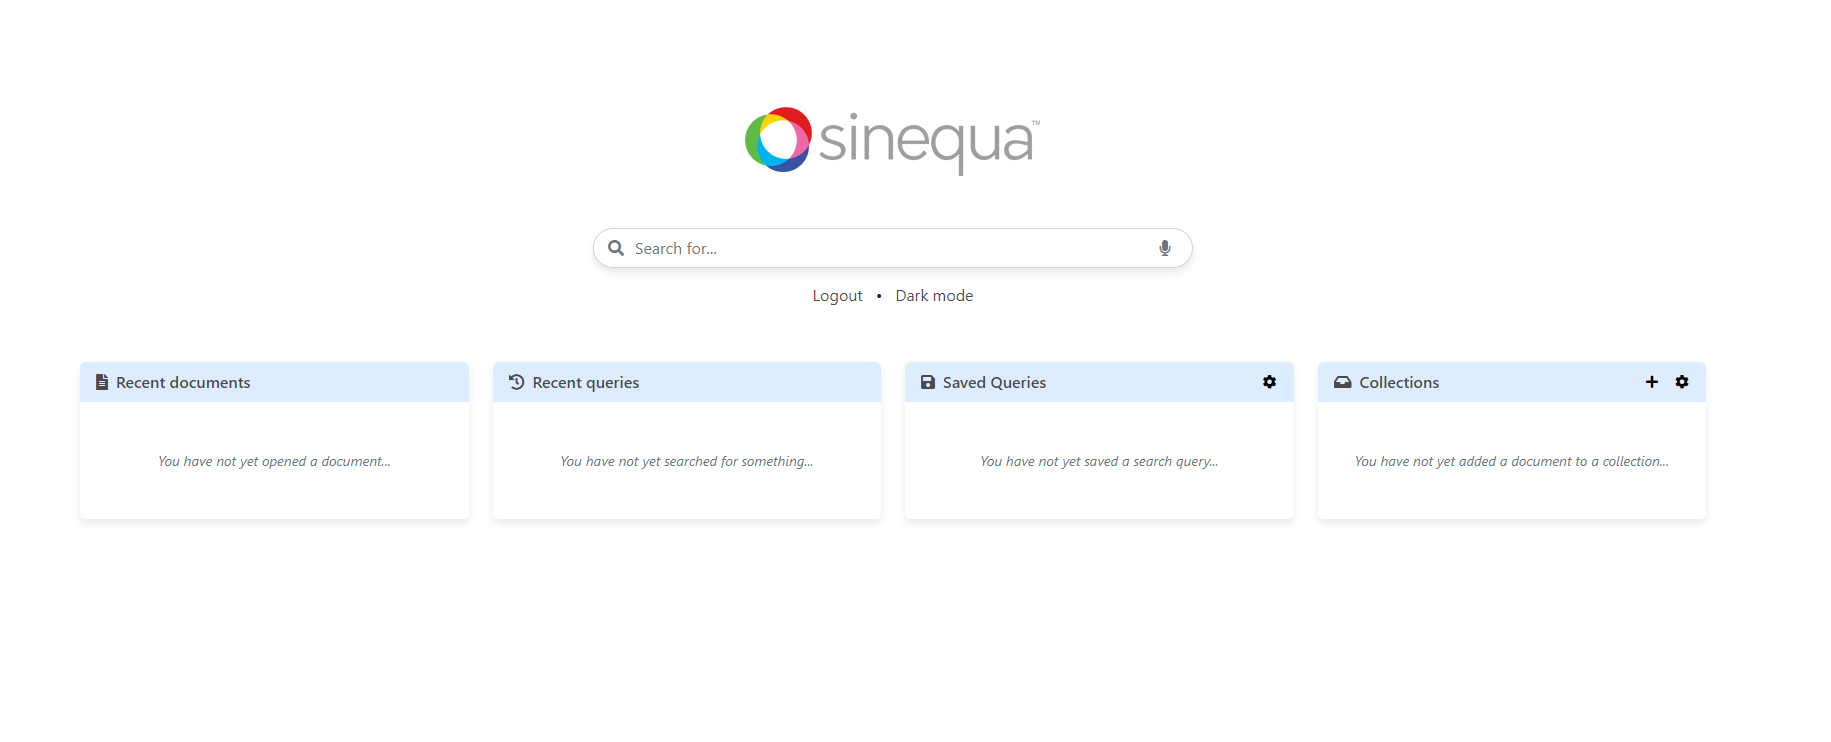 sinequa™
Search for...
Logout • Dark mode
Recent documents
You have not yet opened a document...
Recent queries
You have not yet searched for something...
Saved Queries
You have not yet saved a search query...
Collections
You have not yet added a document to a collection...